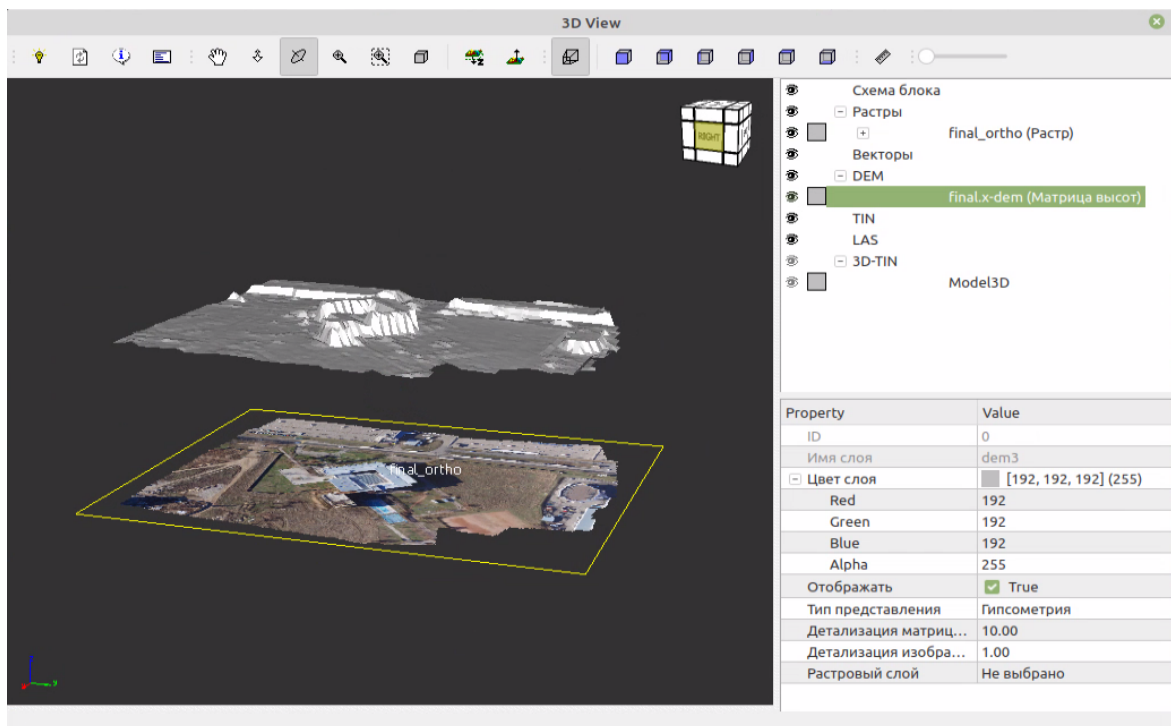 3D View
RIGHT
final_ortho
Схема блока
Растры
final_ortho (Растр)
Векторы
DEM
final.x-dem (Матрица высот)
TIN
LAS
3D-TIN
Model3D
Property Value
ID 0
Имя слоя dem3
Цвет слоя [192, 192, 192] (255)
Red 192
Green 192
Blue 192
Alpha 255
Отображать True
Тип представления Гипсометрия
Детализация матриц... 10.00
Детализация изобра... 1.00
Растровый слой Не выбрано